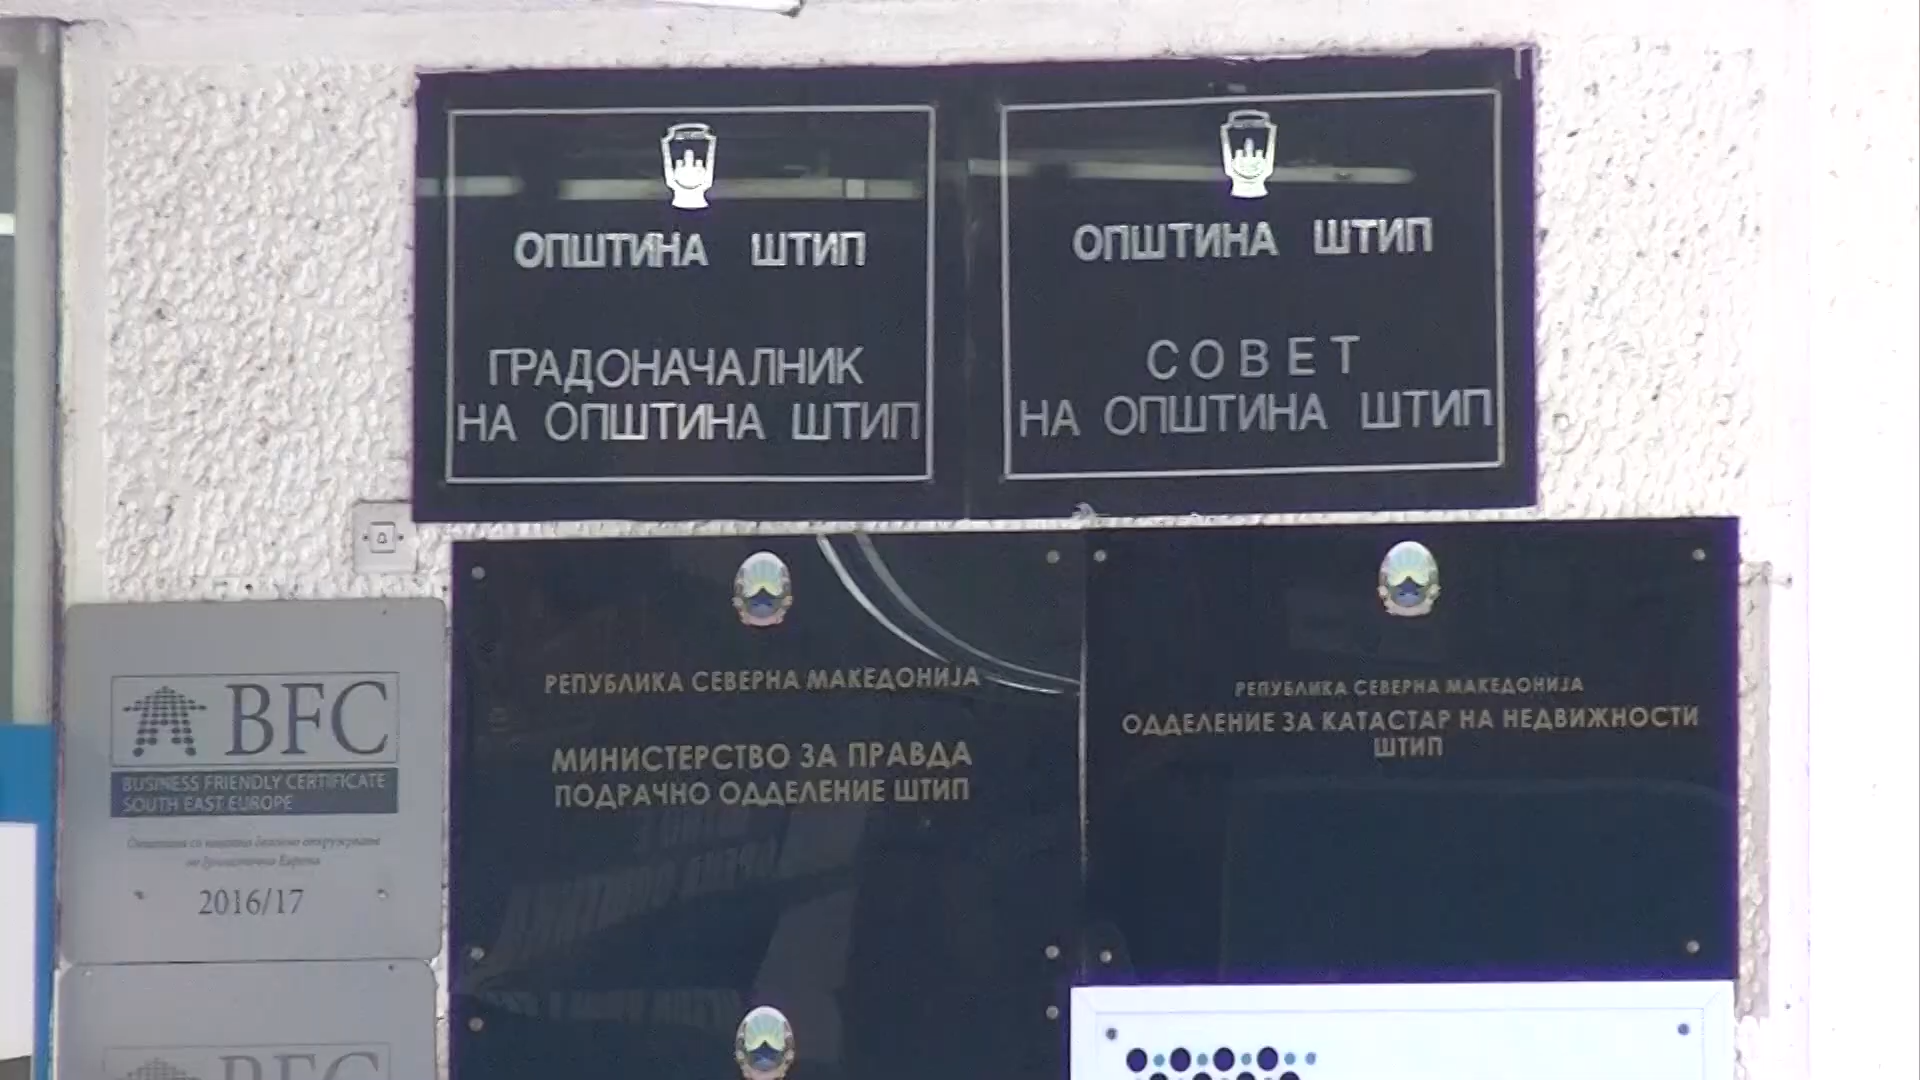 ОПШТИНА ШТИП
ГРАДОНАЧАЛНИК
НА ОПШТИНА ШТИП
ОПШТИНА ШТИП
СОВЕТ
НА ОПШТИНА ШТИП
BFC
BUSINESS FRIENDLY CERTIFICATE
SOUTH EAST EUROPE
2016/17
РЕПУБЛИКА СЕВЕРНА МАКЕДОНИЈА
МИНИСТЕРСТВО ЗА ПРАВДА
ПОДРАЧНО ОДДЕЛЕНИЕ ШТИП
РЕПУБЛИКА СЕВЕРНА МАКЕДОНИЈА
ОДДЕЛЕНИЕ ЗА КАТАСТАР НА НЕДВИЖНОСТИ
ШТИП
BFC